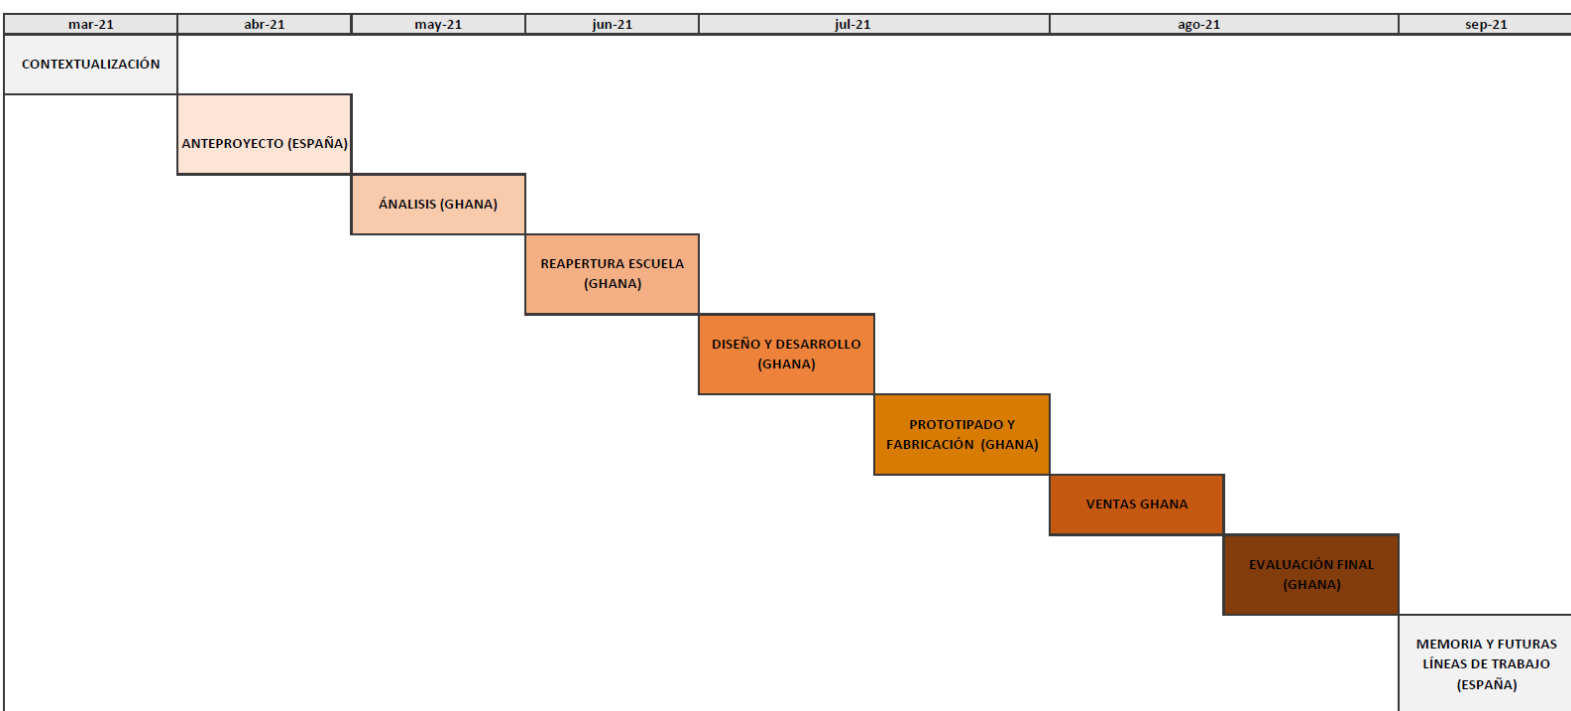 mar-21 abr-21 may-21 jun-21 jul-21 ago-21 sep-21
CONTEXTUALIZACIÓN
ANTEPROYECTO (ESPAÑA)
ÁNALISIS (GHANA)
REAPERTURA ESCUELA
(GHANA)
DISEÑO Y DESARROLLO
(GHANA)
PROTOTIPADO Y
FABRICACIÓN (GHANA)
VENTAS GHANA
EVALUACIÓN FINAL
(GHANA)
MEMORIA Y FUTURAS
LÍNEAS DE TRABAJO
(ESPAÑA)